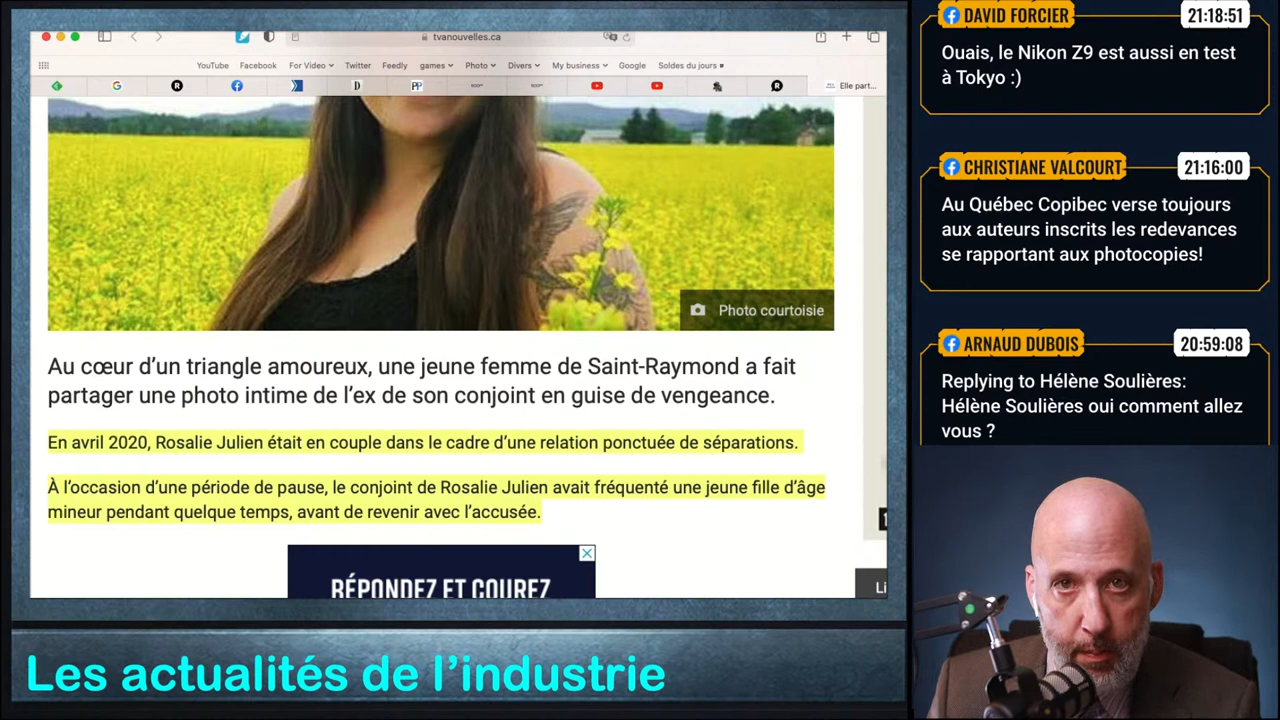 tvanouvelles.ca
YouTube Facebook For Video Twitter Feedly games Photo Divers My business Google Soldes du jours
Elle part...
Photo courtoisie
Au cœur d’un triangle amoureux, une jeune femme de Saint-Raymond a fait
partager une photo intime de l’ex de son conjoint en guise de vengeance.
En avril 2020, Rosalie Julien était en couple dans le cadre d’une relation ponctuée de séparations.
À l’occasion d’une période de pause, le conjoint de Rosalie Julien avait fréquenté une jeune fille d’âge
mineur pendant quelque temps, avant de revenir avec l’accusée.
RÉPONDEZ ET COUREZ
Li
Les actualités de l’industrie
DAVID FORCIER 21:18:51
Ouais, le Nikon Z9 est aussi en test
à Tokyo :)
CHRISTIANE VALCOURT 21:16:00
Au Québec Copibec verse toujours
aux auteurs inscrits les redevances
se rapportant aux photocopies!
ARNAUD DUBOIS 20:59:08
Replying to Hélène Soulières:
Hélène Soulières oui comment allez
vous ?